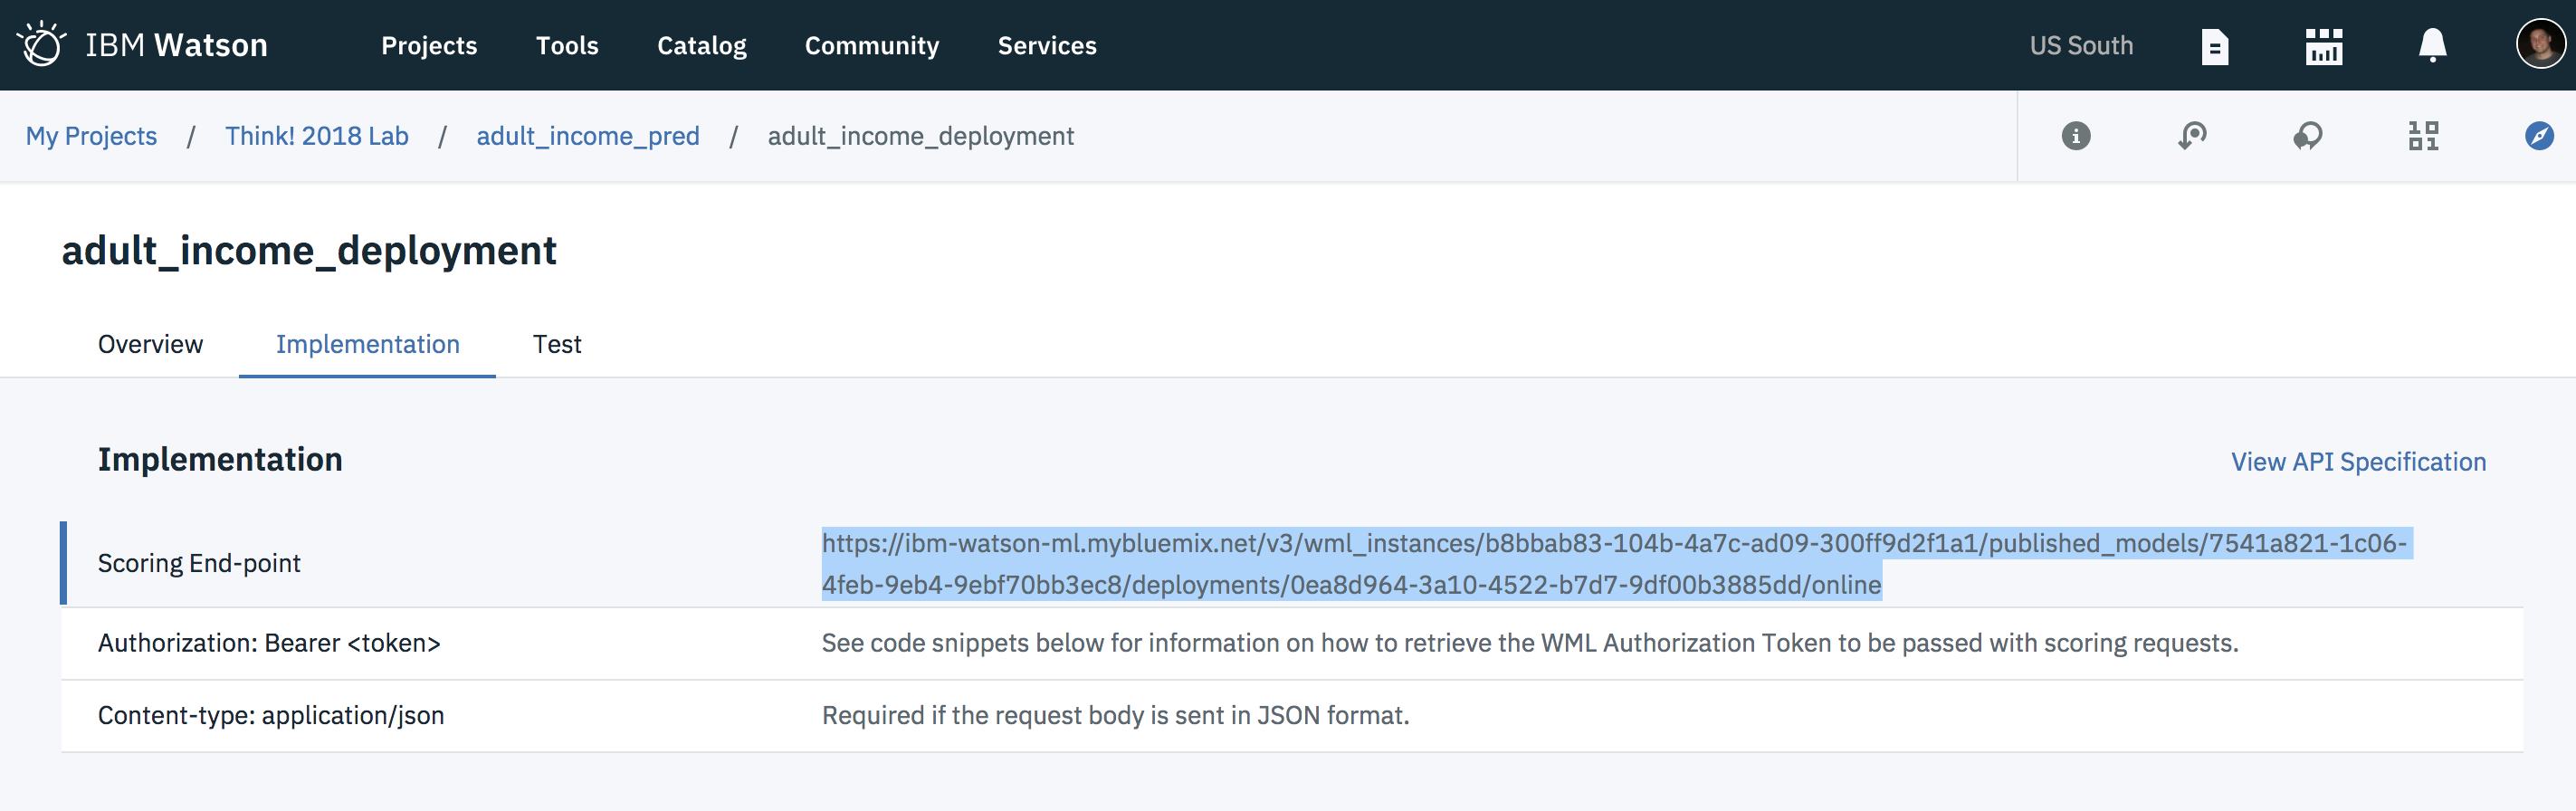 IBM Watson Projects Tools Catalog Community Services US South
My Projects / Think! 2018 Lab / adult_income_pred / adult_income_deployment
adult_income_deployment
Overview Implementation Test
Implementation View API Specification
Scoring End-point
https://ibm-watson-ml.mybluemix.net/v3/wml_instances/b8bbab83-104b-4a7c-ad09-300ff9d2f1a1/published_models/7541a821-1c06-
4feb-9eb4-9ebf70bb3ec8/deployments/0ea8d964-3a10-4522-b7d7-9df00b3885dd/online
Authorization: Bearer <token> See code snippets below for information on how to retrieve the WML Authorization Token to be passed with scoring requests.
Content-type: application/json Required if the request body is sent in JSON format.